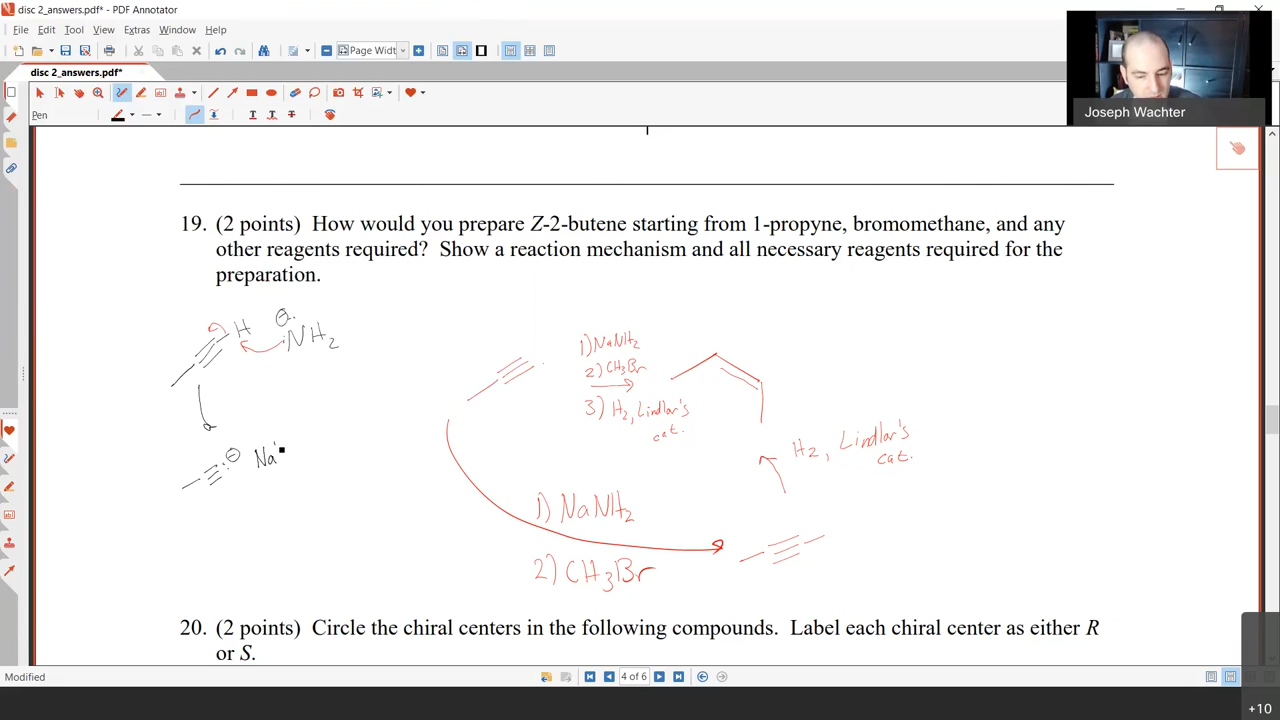 disc 2_answers.pdf* - PDF Annotator
File Edit Tool View Extras Window Help
Page Widt
disc 2_answers.pdf*
Pen
Joseph Wachter
19. (2 points) How would you prepare Z-2-butene starting from 1-propyne, bromomethane, and any
other reagents required? Show a reaction mechanism and all necessary reagents required for the
preparation.
H
:NH2
Na
1) NaNH2
2) CH3Br
3) H2, Lindlar's
cat.
H2, Lindlar's
cat.
1) NaNH2
2) CH3Br
20. (2 points) Circle the chiral centers in the following compounds. Label each chiral center as either R
or S.
Modified
4 of 6
+10